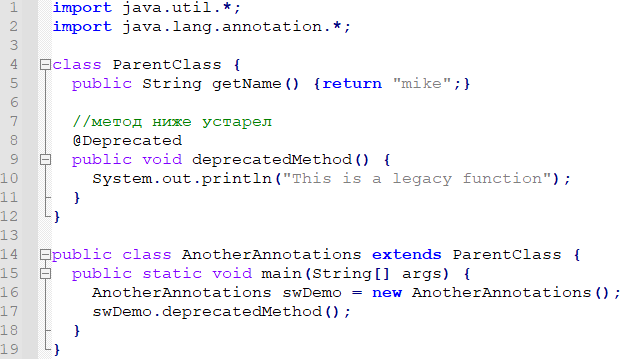 1 import java.util.*;
2 import java.lang.annotation.*;
3
4 class ParentClass {
5 public String getName() {return "mike";}
6
7 //метод ниже устарел
8 @Deprecated
9 public void deprecatedMethod() {
10 System.out.println("This is a legacy function");
11 }
12 }
13
14 public class AnotherAnnotations extends ParentClass {
15 public static void main(String[] args) {
16 AnotherAnnotations swDemo = new AnotherAnnotations();
17 swDemo.deprecatedMethod();
18 }
19 }